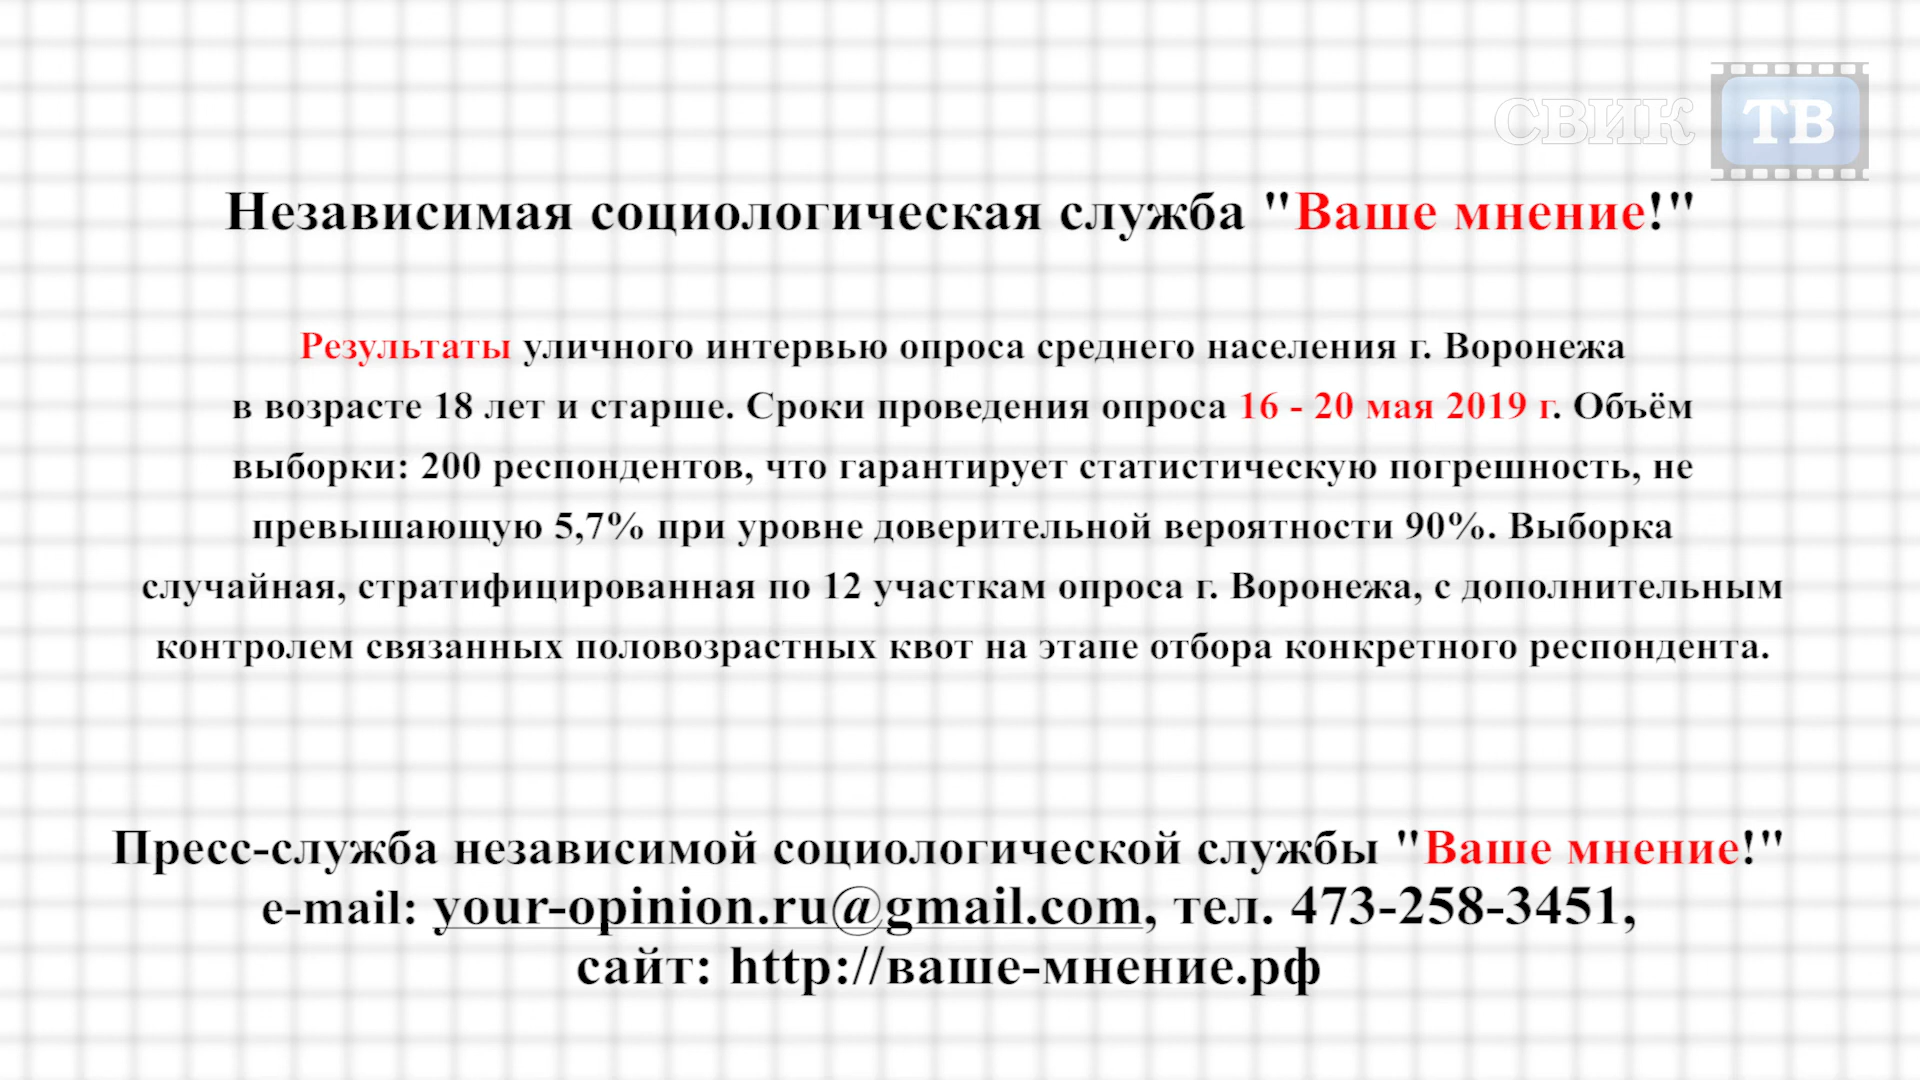 СВИК ТВ
Независимая социологическая служба "Ваше мнение!"
Результаты уличного интервью опроса среднего населения г. Воронежа
в возрасте 18 лет и старше. Сроки проведения опроса 16 - 20 мая 2019 г. Объём
выборки: 200 респондентов, что гарантирует статистическую погрешность, не
превышающую 5,7% при уровне доверительной вероятности 90%. Выборка
случайная, стратифицированная по 12 участкам опроса г. Воронежа, с дополнительным
контролем связанных половозрастных квот на этапе отбора конкретного респондента.
Пресс-служба независимой социологической службы "Ваше мнение!"
e-mail: your-opinion.ru@gmail.com, тел. 473-258-3451,
сайт: http://ваше-мнение.рф